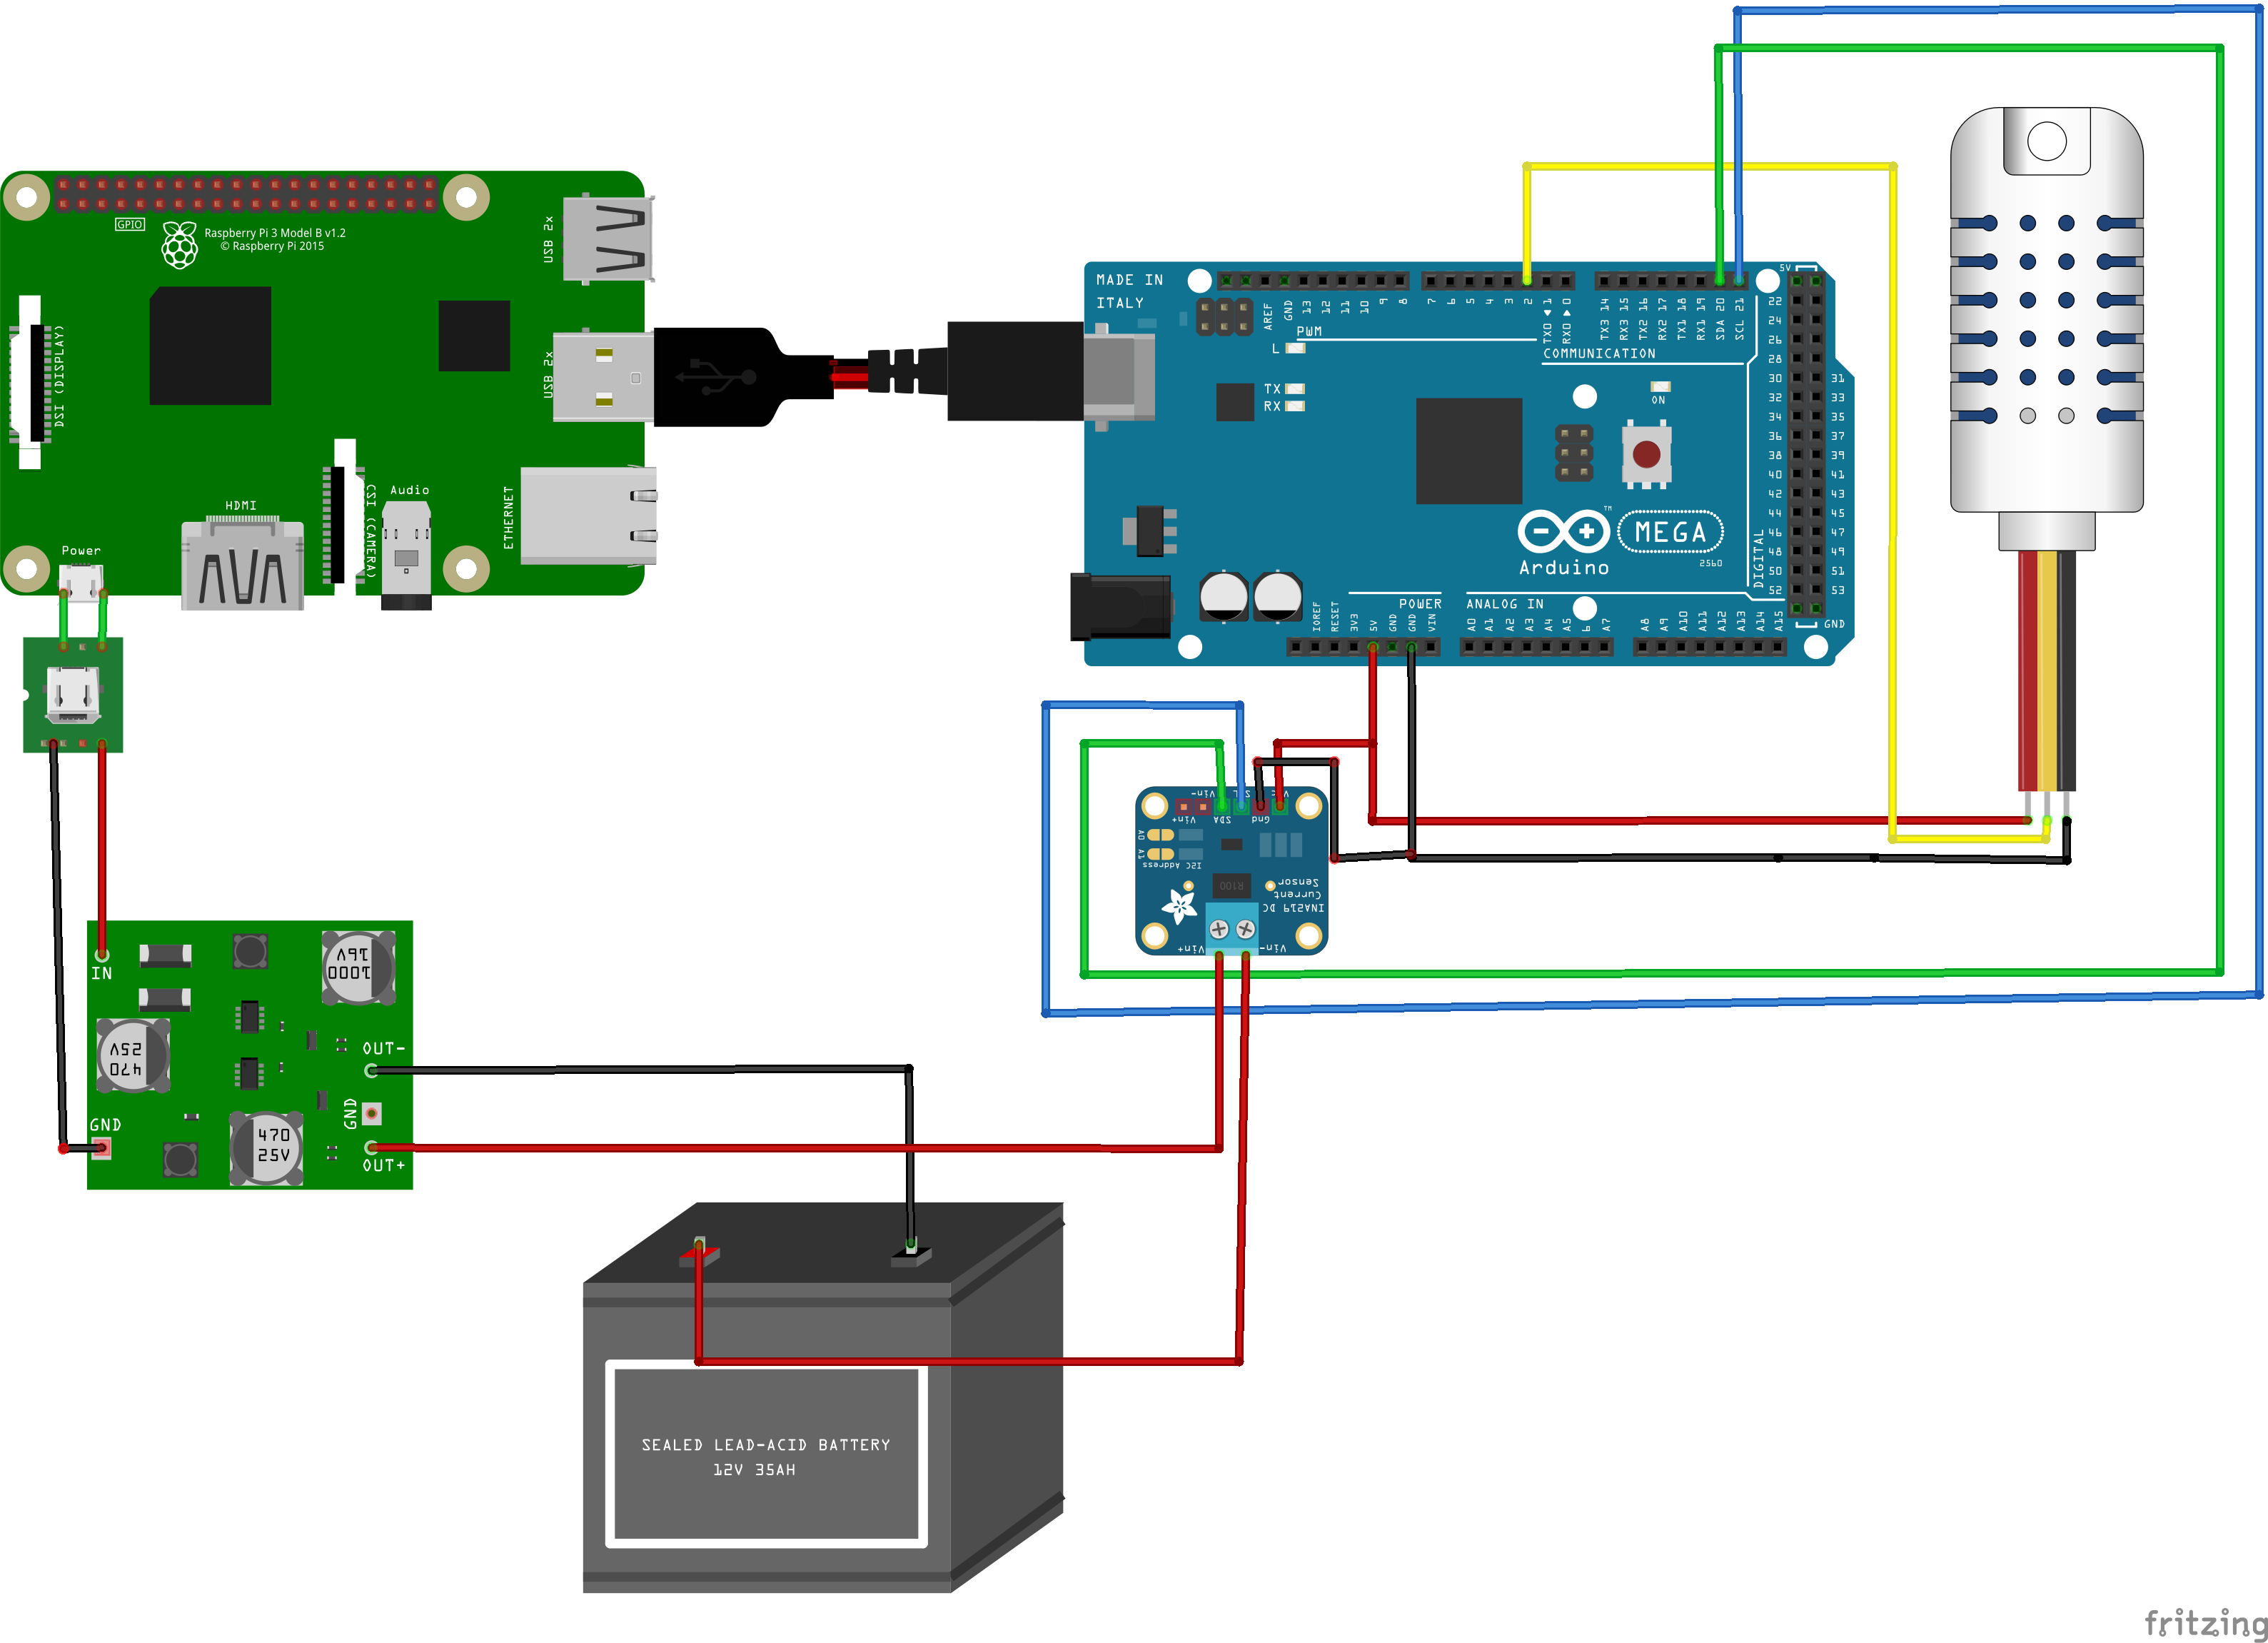 GPIO
Raspberry Pi 3 Model B v1.2
© Raspberry Pi 2015
USB 2x
USB 2x
DSI (DISPLAY)
HDMI
CSI (CAMERA)
Audio
ETHERNET
Power
MADE IN
ITALY
AREF
GND
13
12
11
10
9
8
7
6
5
4
3
2
TX0 1
RX0 0
TX3 14
RX3 15
TX2 16
RX2 17
TX1 18
RX1 19
SDA 20
SCL 21
PWM
COMMUNICATION
L
TX
RX
ON
5V
22
24
26
28
30 31
32 33
34 35
36 37
38 39
40 41
42 43
44 45
46 47
48 49
50 51
52 53
GND
DIGITAL
MEGA
2560
TM
Arduino
POWER
ANALOG IN
IOREF
RESET
3V3
5V
GND
GND
VIN
A0
A1
A2
A3
A4
A5
6
A7
A8
A9
A10
A11
A12
A13
A14
A15
Vin-
Vin+
SDA
Gnd
A0
A1
I2C Address
R100
INA219 DC
Current
Sensor
Vin+
Vin-
IN
1000
16V
470
25V
OUT-
GND
GND
470
25V
OUT+
SEALED LEAD-ACID BATTERY
12V 35AH
fritzing